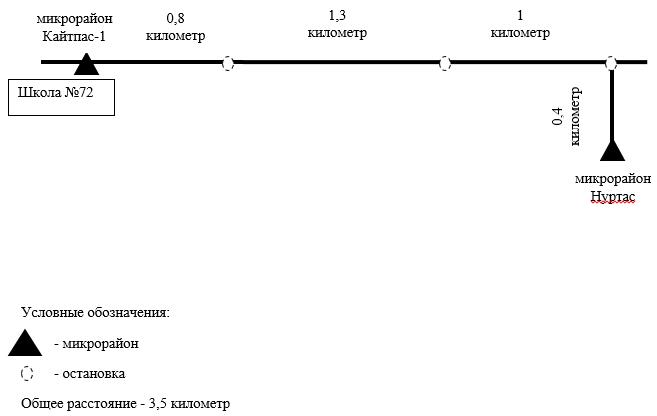 микрорайон
Кайтпас-1
0,8
километр
1,3
километр
1
километр
Школа №72
0,4
километр
микрорайон
Нуртас
Условные обозначения:
- микрорайон
- остановка
Общее расстояние - 3,5 километр